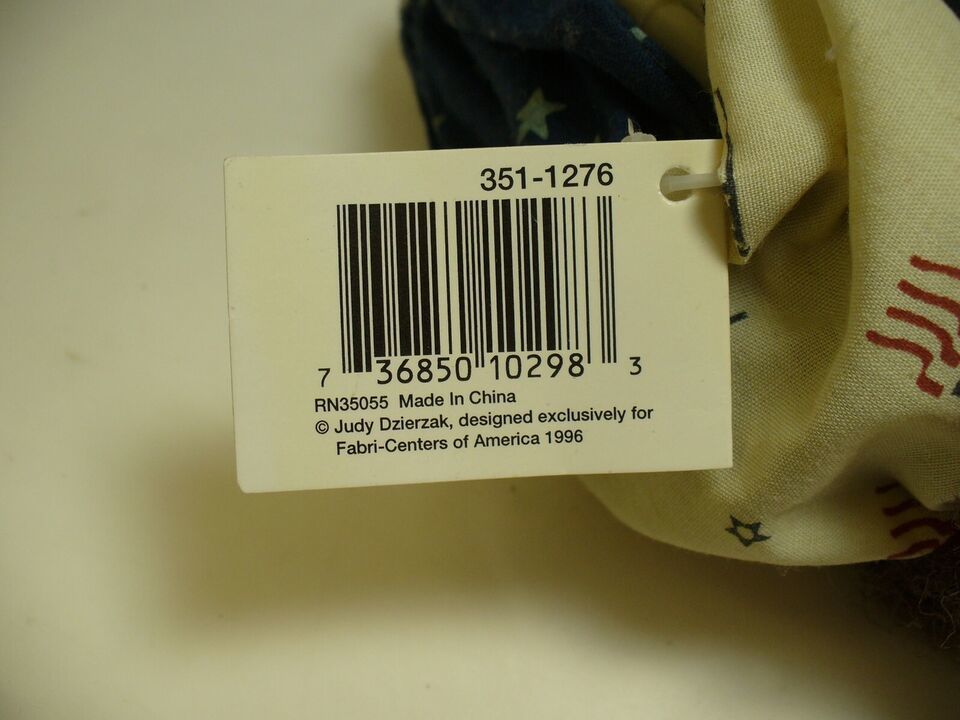 351-1276
7 36850 10298 3
RN35055 Made In China
© Judy Dzierzak, designed exclusively for
Fabri-Centers of America 1996